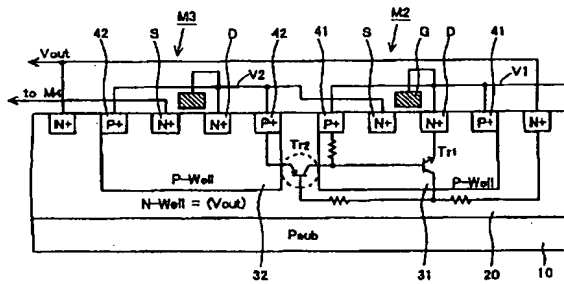 M3 M2
42 S D 42 41 S G D 41
Vout
V2 V1
to M4
N+ P+ N+ N+ P+ P+ N+ N+ P+ N+
Tr2 Tr1
P-Well P-Well
N-Well = (Vout)
Psub
32 31 20 10